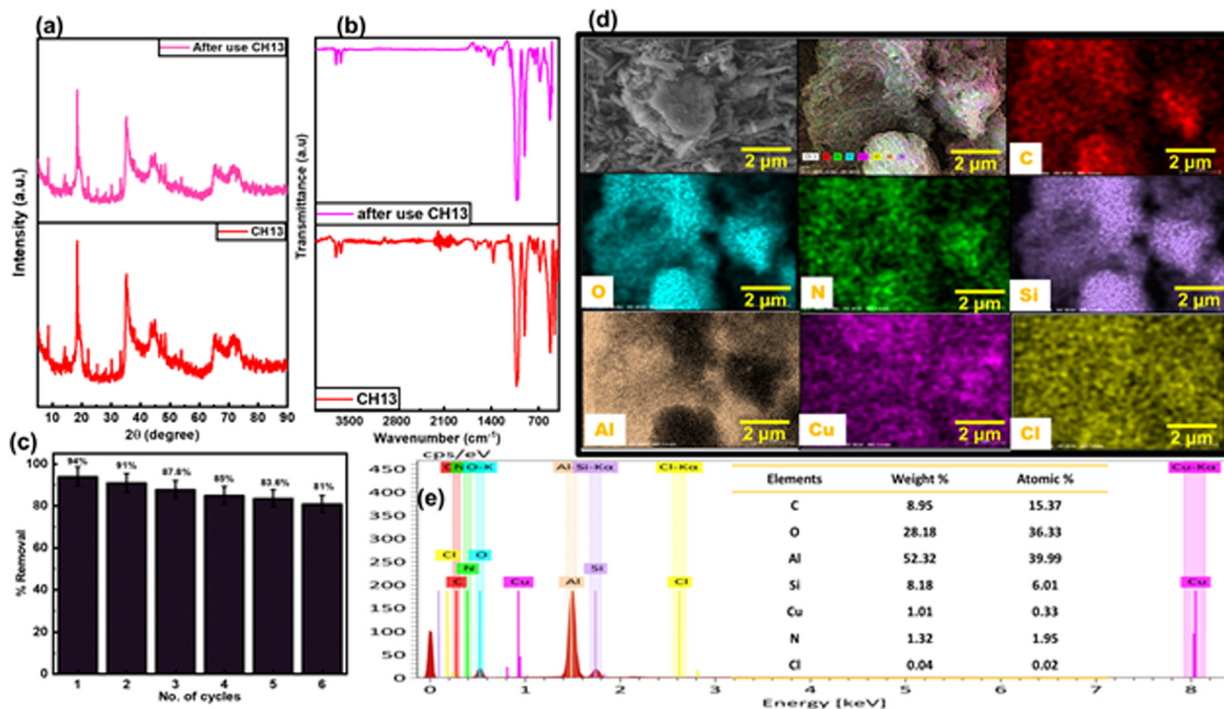 (a)
After use CH13
CH13
Intensity (a.u.)
10 20 30 40 50 60 70 80 90
2θ (degree)
(b)
after use CH13
CH13
Transmittance (a.u
3500 2800 2100 1400 700
Wavenumber (cm⁻¹)
(c)
94%
91%
87.8%
85%
83.6%
81%
% Removal
100
80
60
40
20
0
1 2 3 4 5 6
No. of cycles
(d)
2 μm
2 μm
C 2 μm
O 2 μm
N 2 μm
Si 2 μm
Al 2 μm
Cu 2 μm
Cl 2 μm
(e)
cps/eV
450
400
350
300
250
200
150
100
50
0
C N O-K
Al Si-Kα
Cl-Kα
Cu-Kα
Cl O
N Si
C Cu Al Cl Cu
0 1 2 3 4 5 6 7 8
Energy [keV]
Elements Weight % Atomic %
C 8.95 15.37
O 28.18 36.33
Al 52.32 39.99
Si 8.18 6.01
Cu 1.01 0.33
N 1.32 1.95
Cl 0.04 0.02